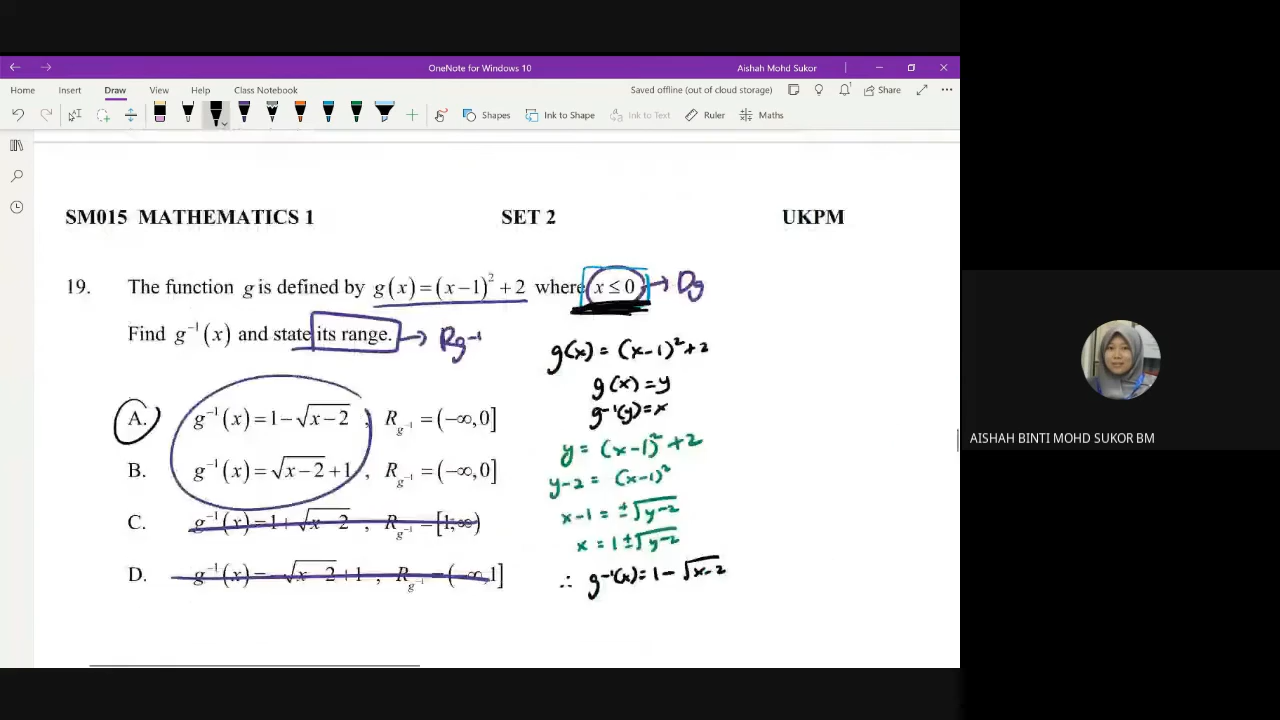 OneNote for Windows 10
Aishah Mohd Sukor
Home Insert Draw View Help Class Notebook
Saved offline (out of cloud storage)
Share
Shapes
Ink to Shape
Ink to Text
Ruler
Maths
SM015 MATHEMATICS 1 SET 2 UKPM
19. The function g is defined by g(x) = (x−1)² + 2 where x ≤ 0 → Dg
Find g⁻¹(x) and state its range. → Rg⁻¹
g(x) = (x−1)² + 2
g(x) = y
g⁻¹(y) = x
A. g⁻¹(x) = 1 − √(x−2) , R_g⁻¹ = (−∞, 0]
y = (x−1)² + 2
B. g⁻¹(x) = √(x−2) + 1 , R_g⁻¹ = (−∞, 0]
y−2 = (x−1)²
x−1 = ±√(y−2)
C. g⁻¹(x) = 1 + √(x−2) , R_g⁻¹ = [1, ∞)
x = 1 ± √(y−2)
D. g⁻¹(x) = −√(x−2) + 1 , R_g⁻¹ = (−∞, 1]
∴ g⁻¹(x) = 1 − √(x−2)
AISHAH BINTI MOHD SUKOR BM